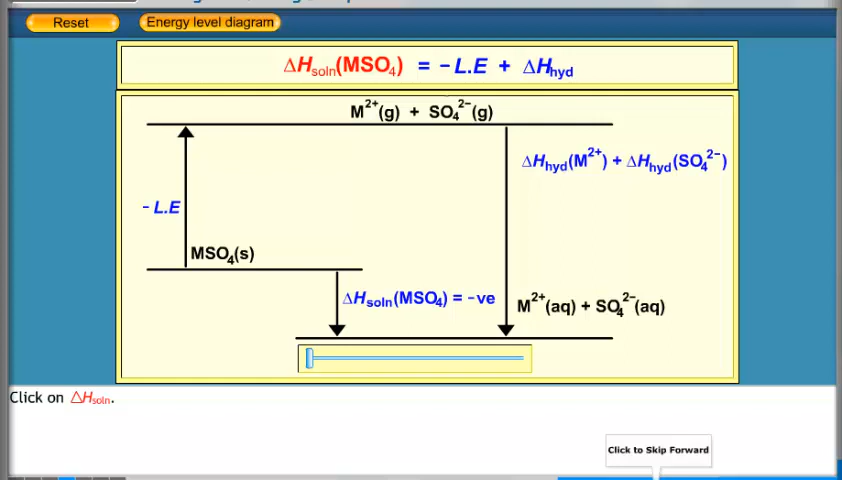 Reset
Energy level diagram
ΔHsoln(MSO₄) = – L.E + ΔHhyd
M²⁺(g) + SO₄²⁻(g)
ΔHhyd(M²⁺) + ΔHhyd(SO₄²⁻)
– L.E
MSO₄(s)
ΔHsoln(MSO₄) = –ve
M²⁺(aq) + SO₄²⁻(aq)
Click on ΔHsoln.
Click to Skip Forward